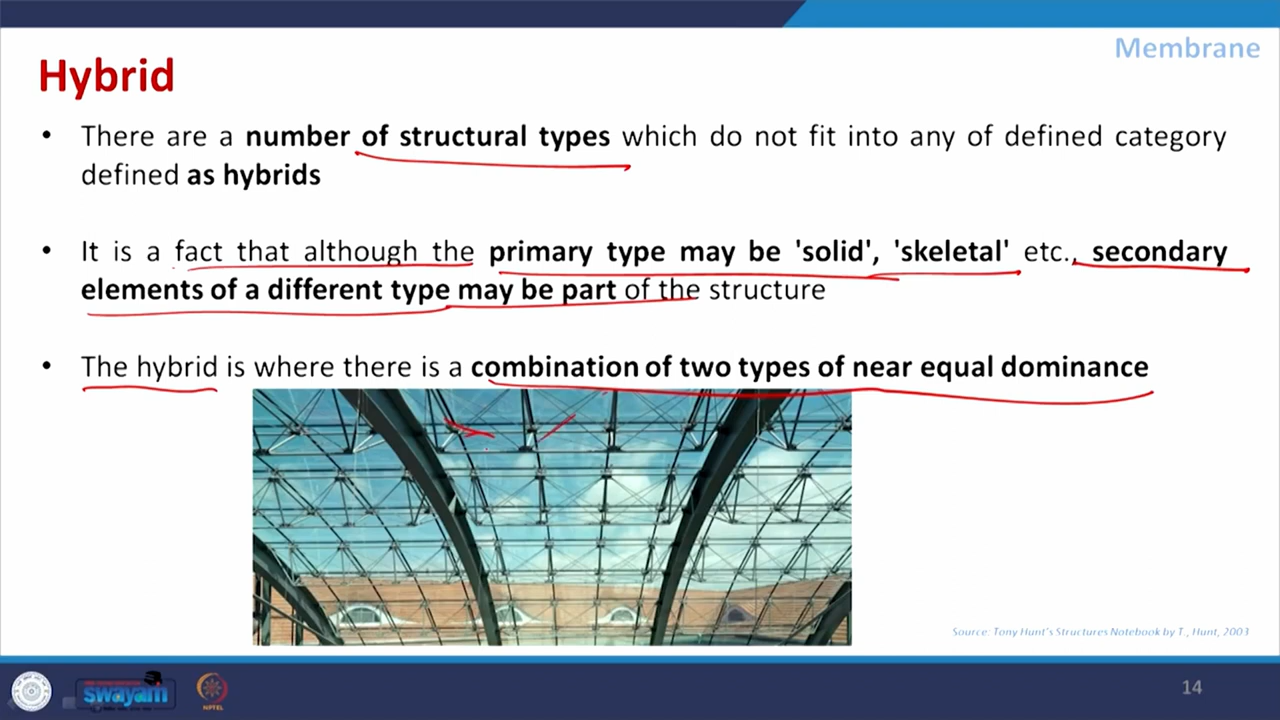 Membrane
Hybrid
• There are a number of structural types which do not fit into any of defined category
defined as hybrids
• It is a fact that although the primary type may be 'solid', 'skeletal' etc., secondary
elements of a different type may be part of the structure
• The hybrid is where there is a combination of two types of near equal dominance
Source: Tony Hunt's Structures Notebook by T., Hunt, 2003
swayam
NPTEL
14